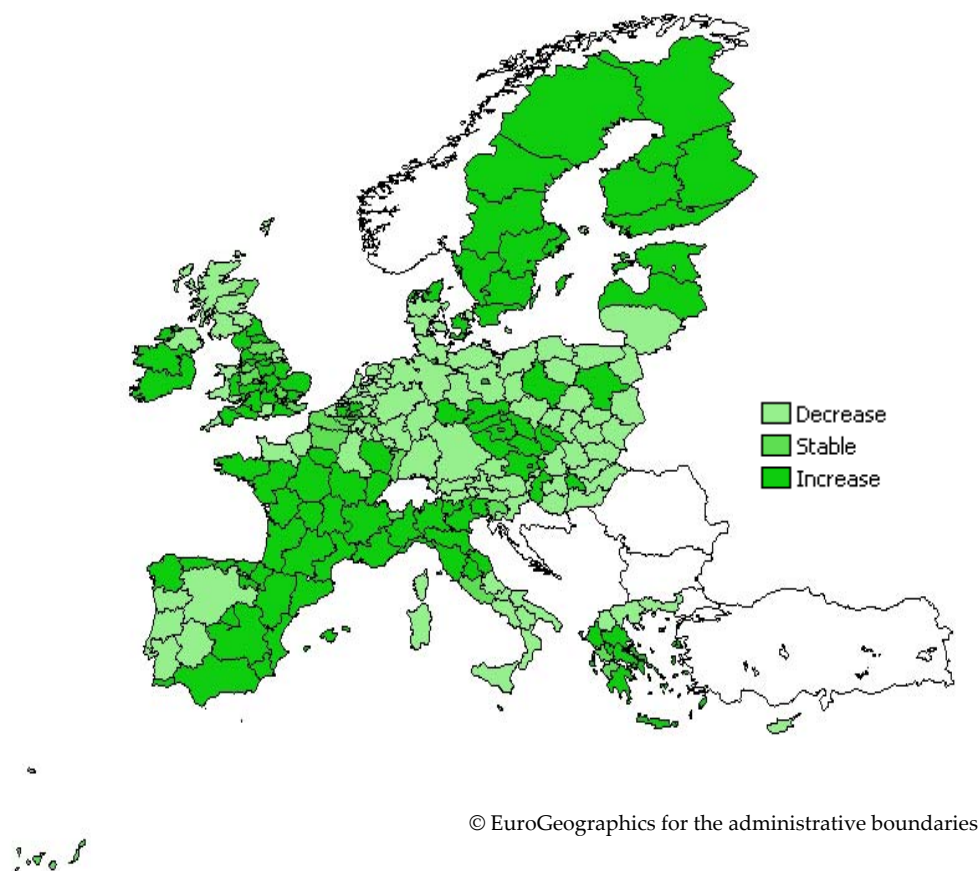 Decrease
Stable
Increase
© EuroGeographics for the administrative boundaries